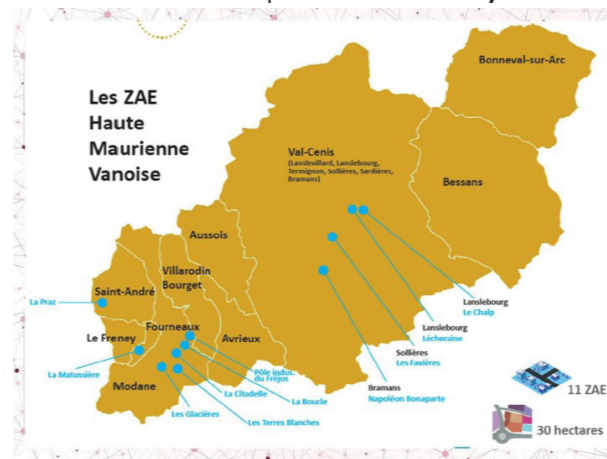 Les ZAE
Haute
Maurienne
Vanoise
Bonneval-sur-Arc
Val-Cenis
(Lanslevillard, Lanslebourg,
Termignon, Sollières, Sardières,
Bramans)
Bessans
Aussois
Villarodin
Bourget
Saint-André
La Praz
Fourneaux
Le Freney
Avrieux
La Matussière
Modane
Pôle indus.
du Fréjus
La Boucle
La Citadelle
Les Terres Blanches
Les Glacières
Lanslebourg
Le Chalp
Lanslebourg
Lécheraine
Sollières
Les Favières
Bramans
Napoléon Bonaparte
11 ZAE
30 hectares